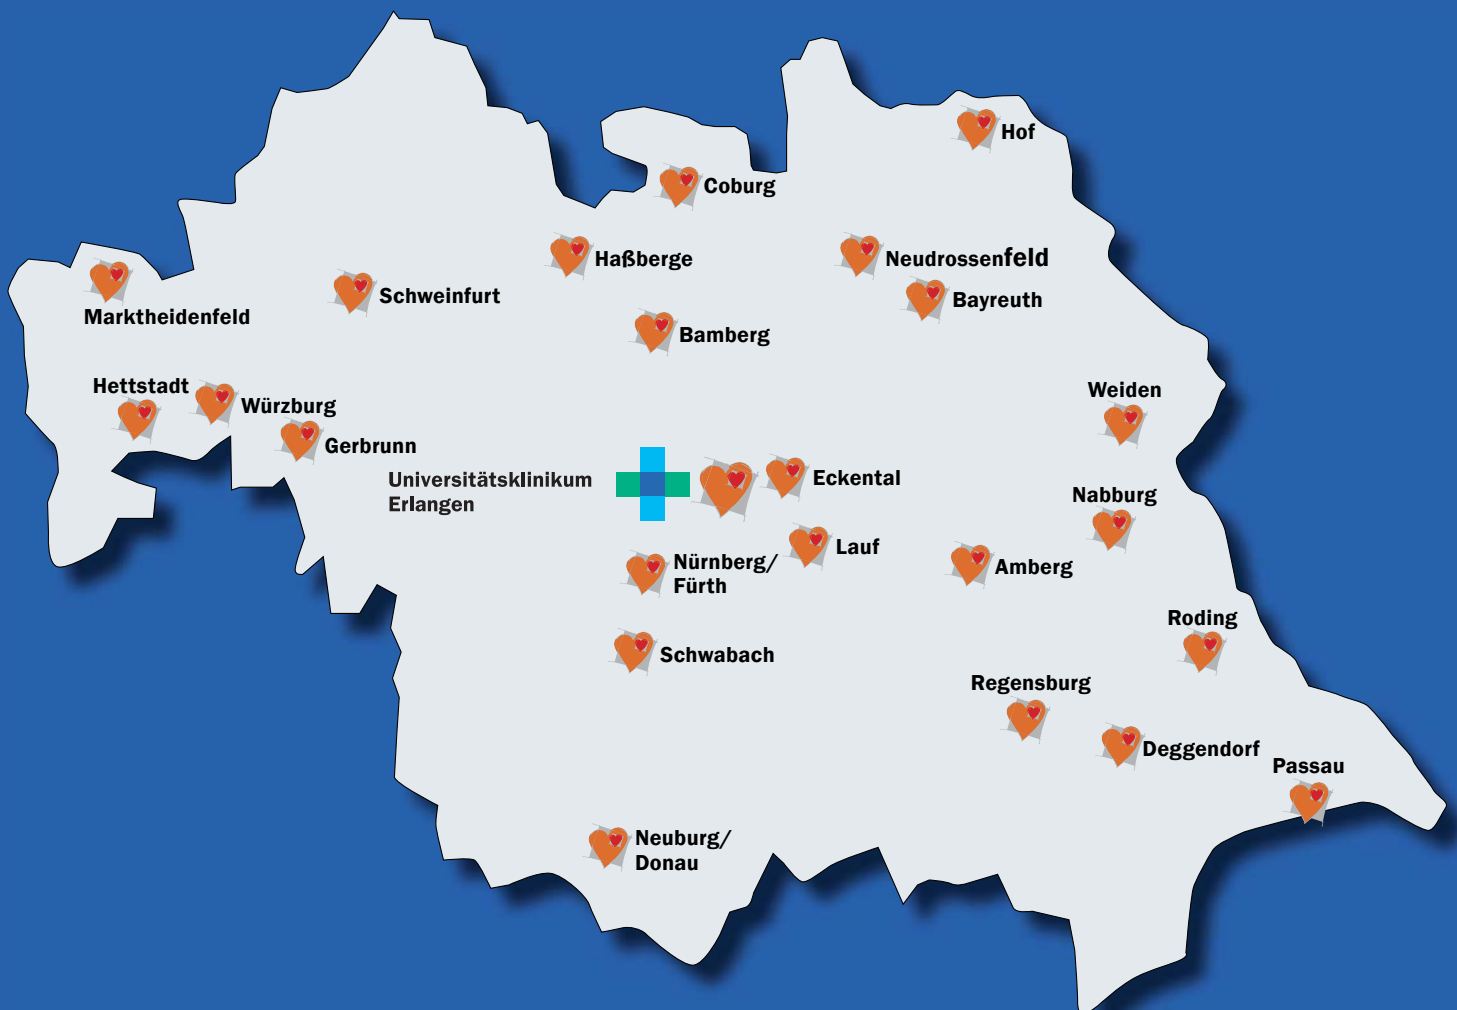 Hof
Coburg
Haßberge
Neudrossenfeld
Schweinfurt
Bayreuth
Marktheidenfeld
Bamberg
Hettstadt
Würzburg
Gerbrunn
Weiden
Universitätsklinikum
Erlangen
Eckental
Nabburg
Lauf
Nürnberg/
Fürth
Amberg
Roding
Schwabach
Regensburg
Deggendorf
Passau
Neuburg/
Donau